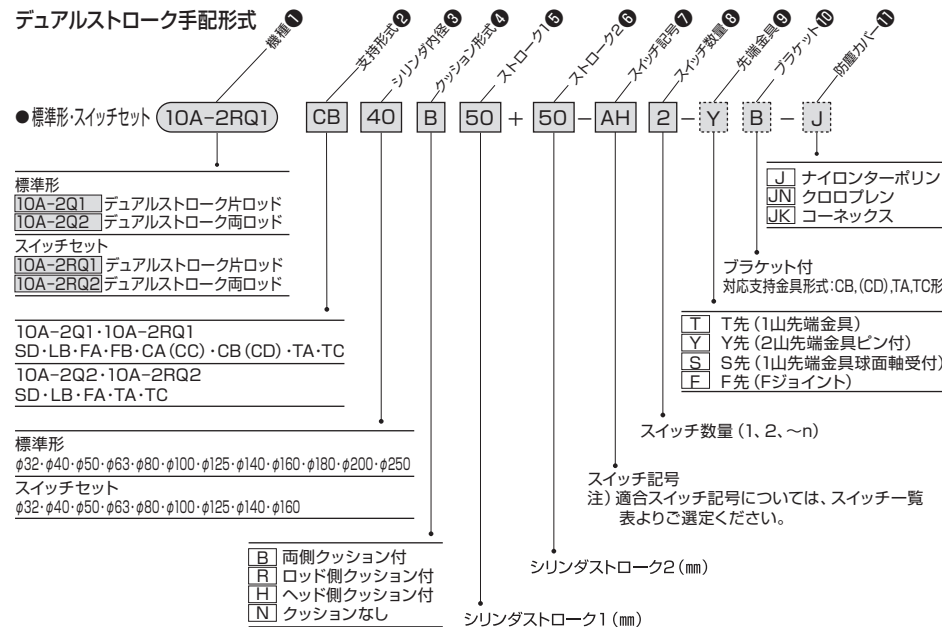 デュアルストローク手配形式
機種❶
支持形式❷
シリンダ内径❸
クッション形式❹
ストローク1❺
ストローク2❻
スイッチ記号❼
スイッチ数量❽
先端金具❾
ブラケット❿
防塵カバー⓫
●標準形・スイッチセット 10A-2RQ1 CB 40 B 50 + 50 - AH 2 - Y B - J
標準形
10A-2Q1 デュアルストローク片ロッド
10A-2Q2 デュアルストローク両ロッド
スイッチセット
10A-2RQ1 デュアルストローク片ロッド
10A-2RQ2 デュアルストローク両ロッド
J ナイロンターポリン
JN クロロプレン
JK コーネックス
ブラケット付
対応支持金具形式:CB,(CD),TA,TC形
10A-2Q1・10A-2RQ1
SD・LB・FA・FB・CA(CC)・CB(CD)・TA・TC
10A-2Q2・10A-2RQ2
SD・LB・FA・TA・TC
T T先(1山先端金具)
Y Y先(2山先端金具ピン付)
S S先(1山先端金具球面軸受付)
F F先(Fジョイント)
スイッチ数量(1、2、~n)
標準形
φ32・φ40・φ50・φ63・φ80・φ100・φ125・φ140・φ160・φ180・φ200・φ250
スイッチセット
φ32・φ40・φ50・φ63・φ80・φ100・φ125・φ140・φ160
スイッチ記号
注)適合スイッチ記号については、スイッチ一覧
表よりご選定ください。
B 両側クッション付
R ロッド側クッション付
H ヘッド側クッション付
N クッションなし
シリンダストローク2(㎜)
シリンダストローク1(㎜)